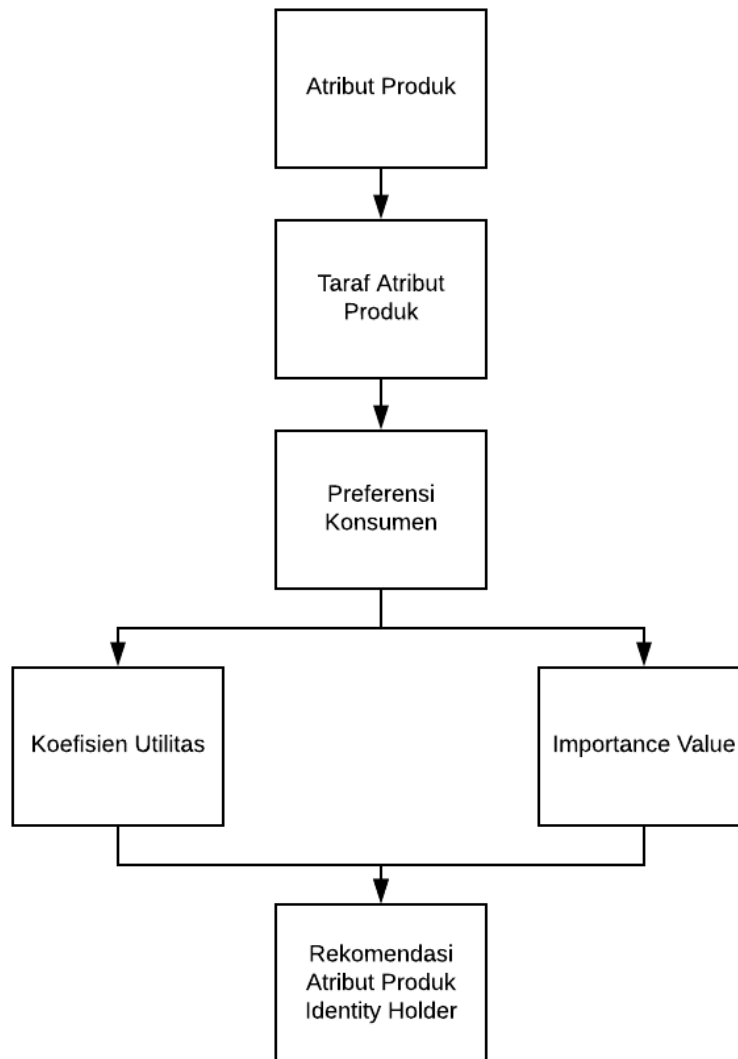 Atribut Produk
Taraf Atribut
Produk
Preferensi
Konsumen
Koefisien Utilitas
Importance Value
Rekomendasi
Atribut Produk
Identity Holder